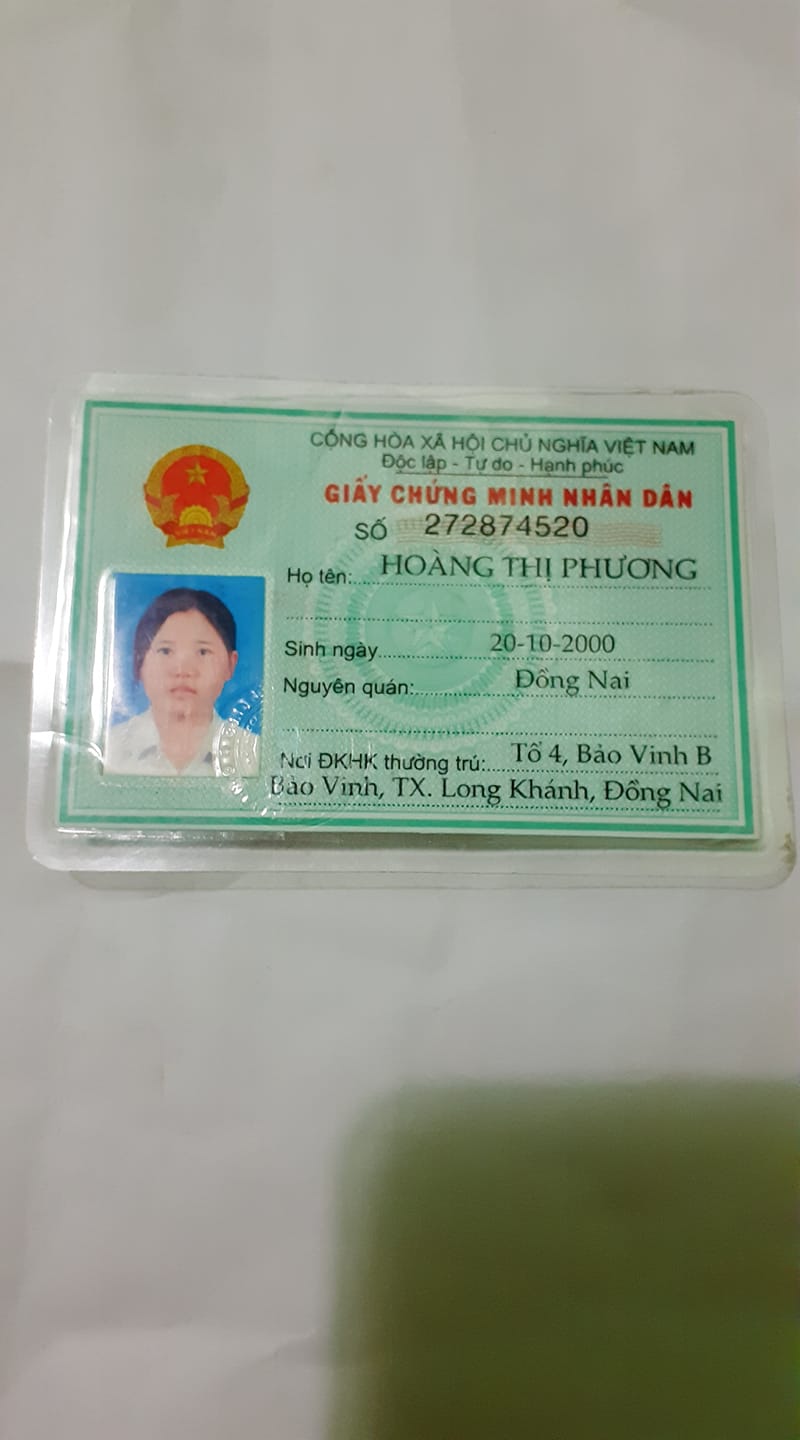 CỘNG HÒA XÃ HỘI CHỦ NGHĨA VIỆT NAM
Độc lập - Tự do - Hạnh phúc
GIẤY CHỨNG MINH NHÂN DÂN
SỐ 272874520
Họ tên: HOÀNG THỊ PHƯƠNG
Sinh ngày 20-10-2000
Nguyên quán: Đồng Nai
Nơi ĐKHK thường trú: Tổ 4, Bảo Vinh B
Bảo Vinh, TX. Long Khánh, Đồng Nai
VIỆT NAM